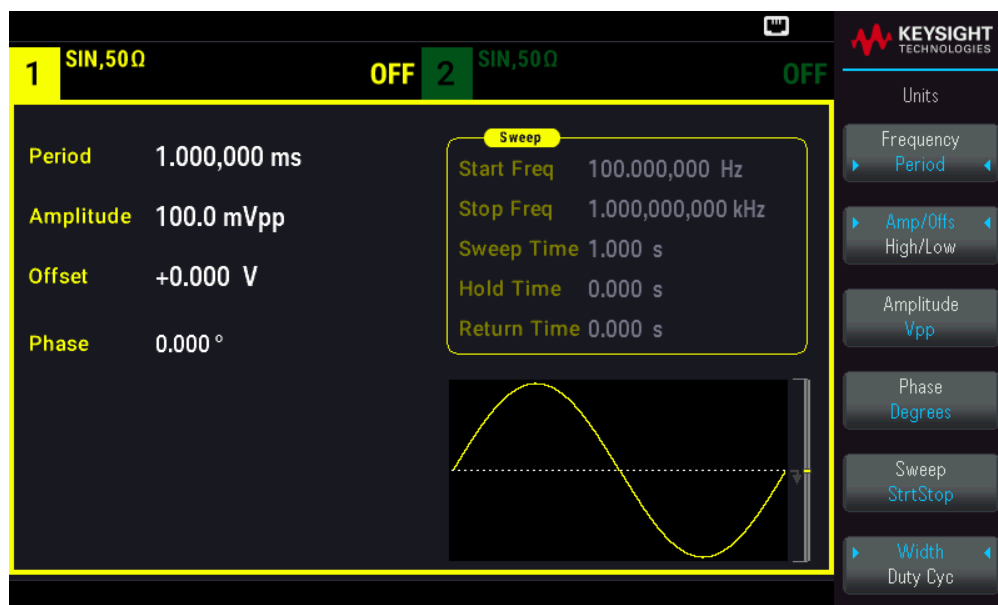 KEYSIGHT
TECHNOLOGIES
1 SIN,50Ω OFF
2 SIN,50Ω OFF
Period 1.000,000 ms
Amplitude 100.0 mVpp
Offset +0.000 V
Phase 0.000 °
Sweep
Start Freq 100.000,000 Hz
Stop Freq 1.000,000,000 kHz
Sweep Time 1.000 s
Hold Time 0.000 s
Return Time 0.000 s
Units
Frequency
Period
Amp/Offs
High/Low
Amplitude
Vpp
Phase
Degrees
Sweep
StrtStop
Width
Duty Cyc